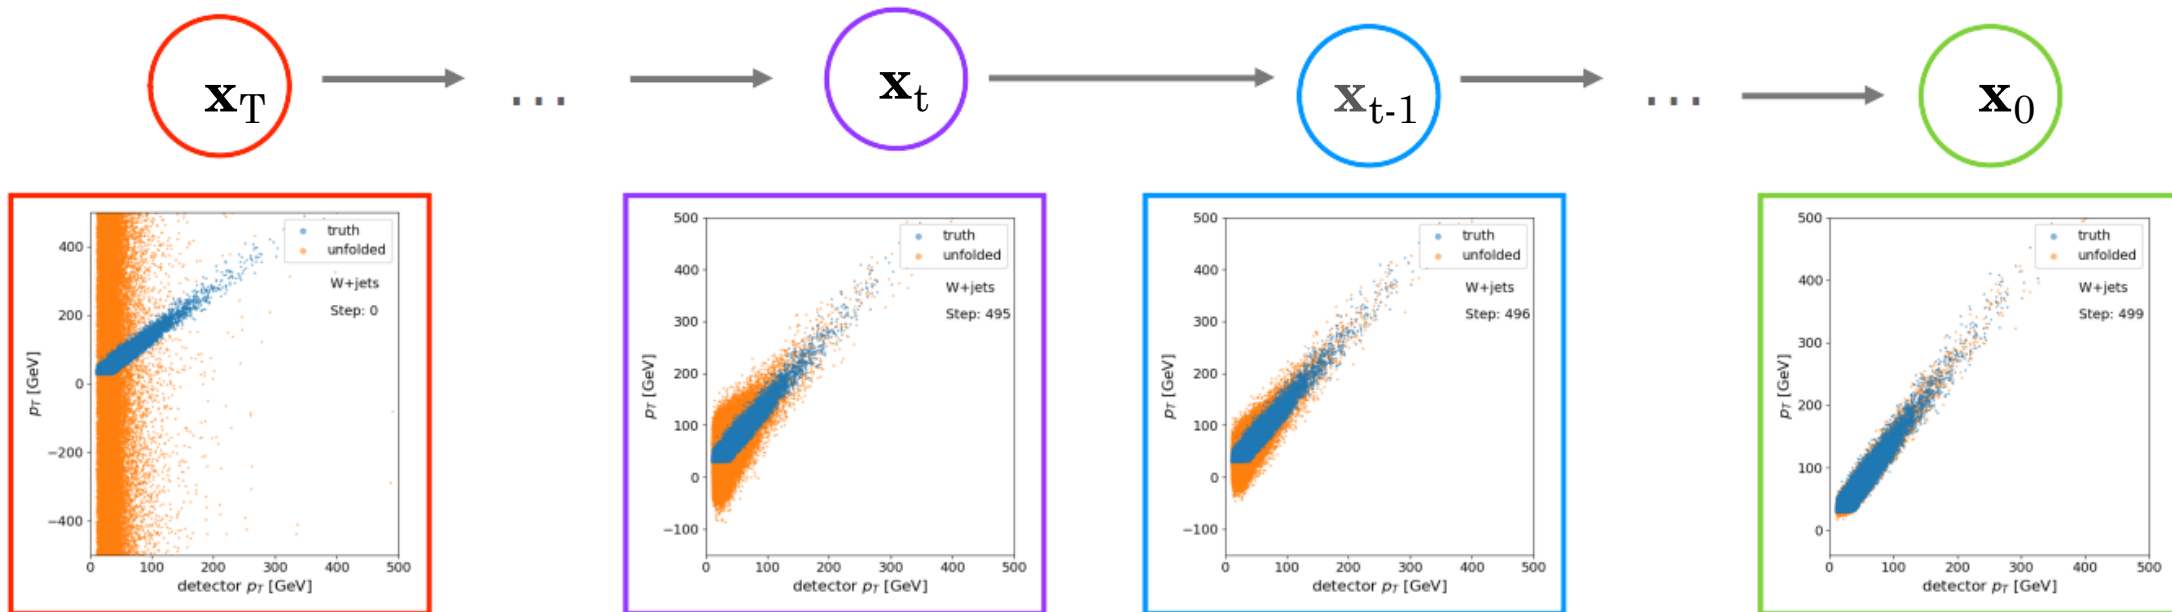 x_T
...
x_t
x_t-1
...
x_0
truth
unfolded
W+jets
Step: 0
400
200
0
−200
−400
p_T [GeV]
0 100 200 300 400 500
detector p_T [GeV]
truth
unfolded
W+jets
Step: 495
500
400
300
200
100
0
−100
p_T [GeV]
0 100 200 300 400 500
detector p_T [GeV]
truth
unfolded
W+jets
Step: 496
500
400
300
200
100
0
−100
p_T [GeV]
0 100 200 300 400 500
detector p_T [GeV]
truth
unfolded
W+jets
Step: 499
500
400
300
200
100
0
p_T [GeV]
0 100 200 300 400 500
detector p_T [GeV]